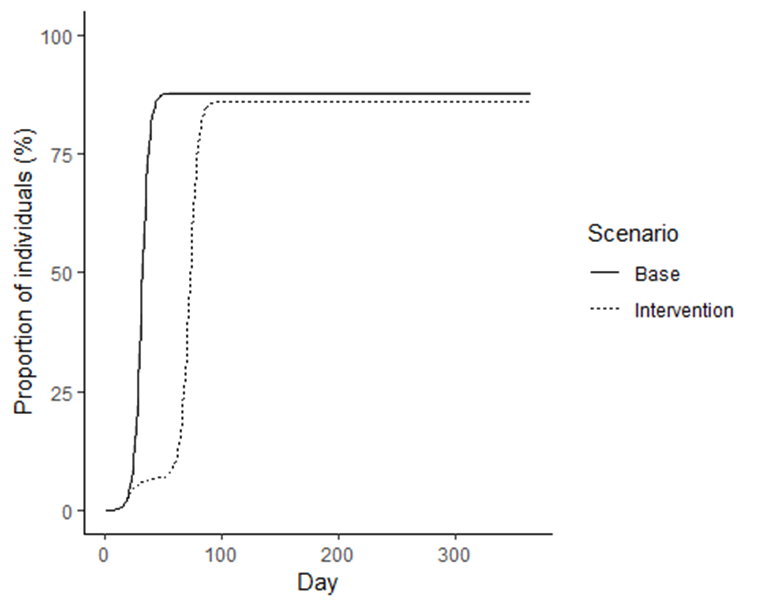 100
75
50
25
0
Proportion of individuals (%)
0 100 200 300
Day
Scenario
Base
Intervention